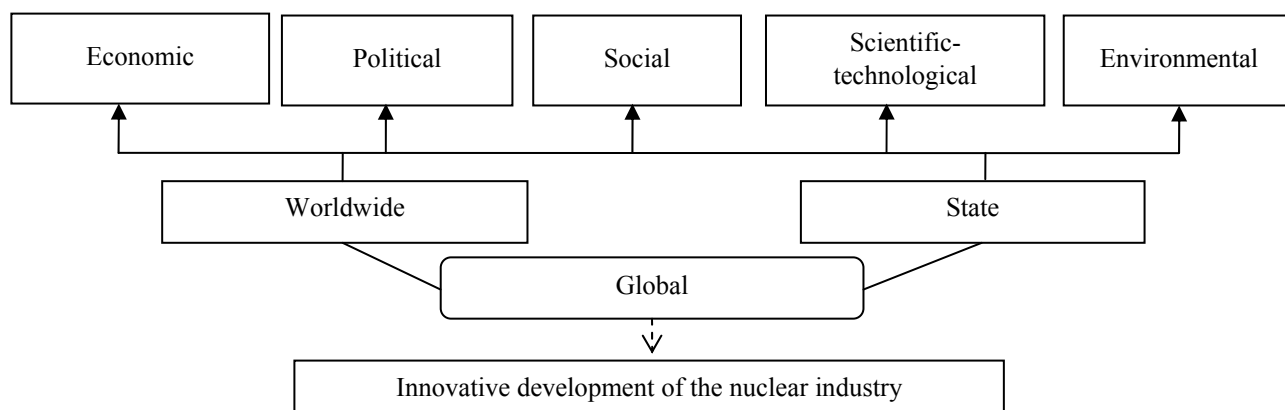 Economic
Political
Social
Scientific-
technological
Environmental
Worldwide
State
Global
Innovative development of the nuclear industry